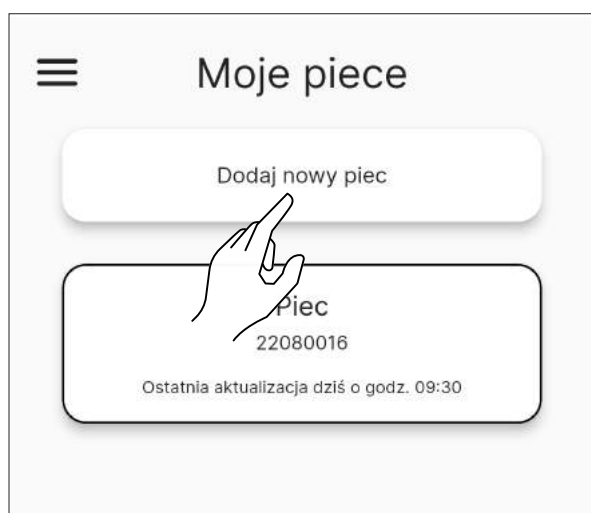 Moje piece
Dodaj nowy piec
Piec
22080016
Ostatnia aktualizacja dziś o godz. 09:30